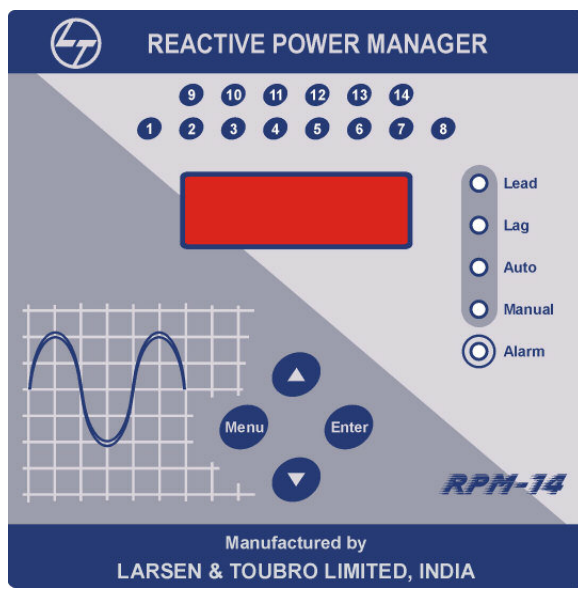 LT
REACTIVE POWER MANAGER
9 10 11 12 13 14
1 2 3 4 5 6 7 8
Lead
Lag
Auto
Manual
Alarm
Menu Enter
RPM-14
Manufactured by
LARSEN & TOUBRO LIMITED, INDIA